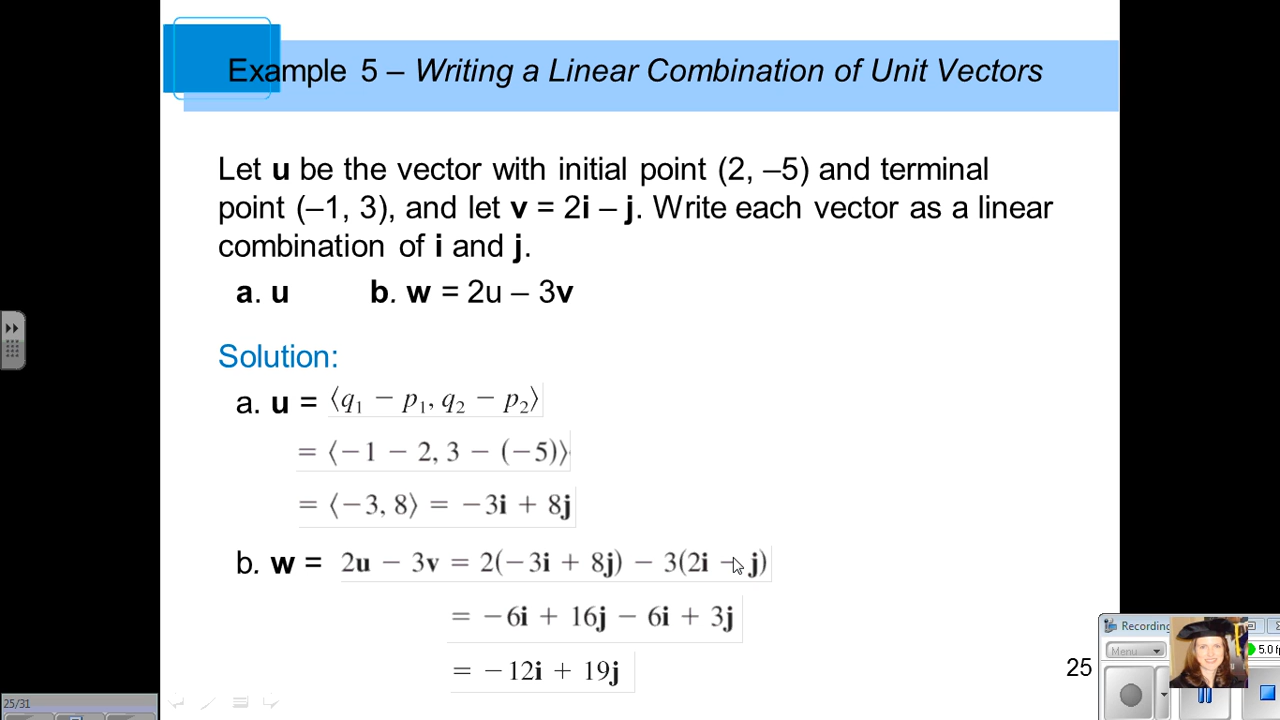 Example 5 – Writing a Linear Combination of Unit Vectors
Let u be the vector with initial point (2, –5) and terminal
point (–1, 3), and let v = 2i – j. Write each vector as a linear
combination of i and j.
a. u b. w = 2u – 3v
Solution:
a. u = ⟨q₁ − p₁, q₂ − p₂⟩
= ⟨−1 − 2, 3 − (−5)⟩
= ⟨−3, 8⟩ = −3i + 8j
b. w = 2u − 3v = 2(−3i + 8j) − 3(2i − j)
= −6i + 16j − 6i + 3j
= −12i + 19j
25
Recording
Menu
5.0
25/31